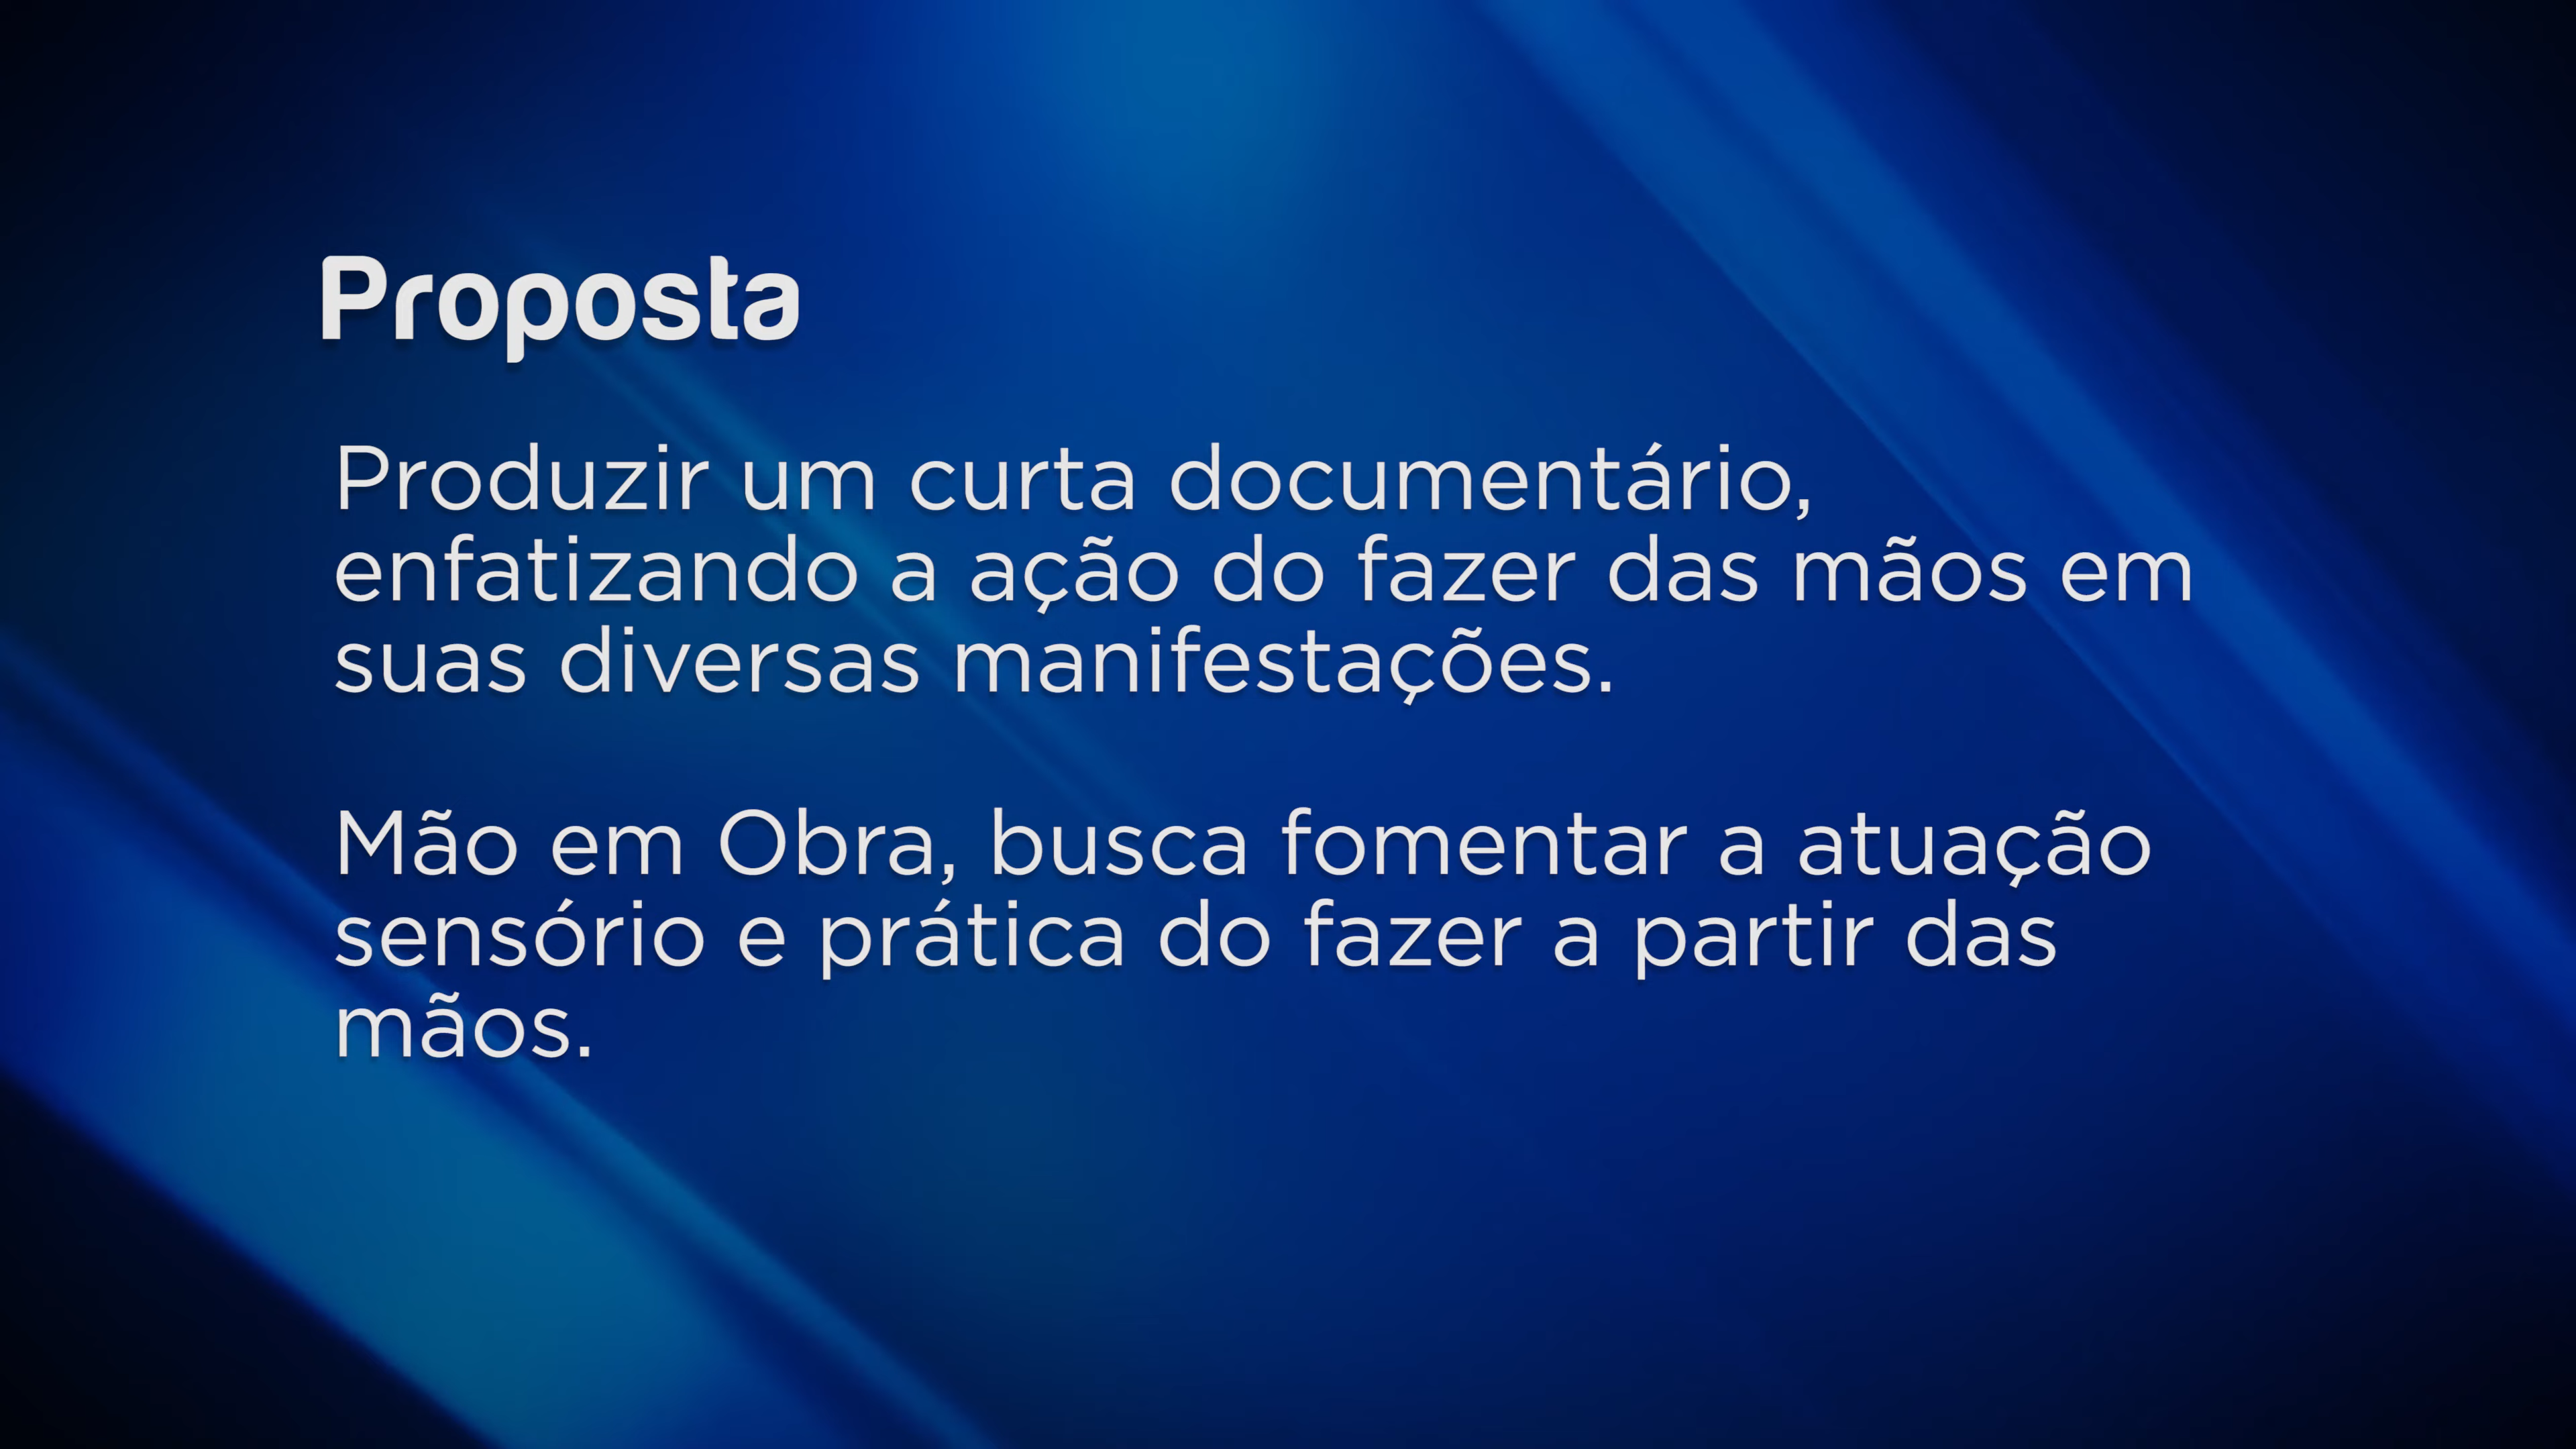 Proposta
Produzir um curta documentário,
enfatizando a ação do fazer das mãos em
suas diversas manifestações.
Mão em Obra, busca fomentar a atuação
sensório e prática do fazer a partir das
mãos.